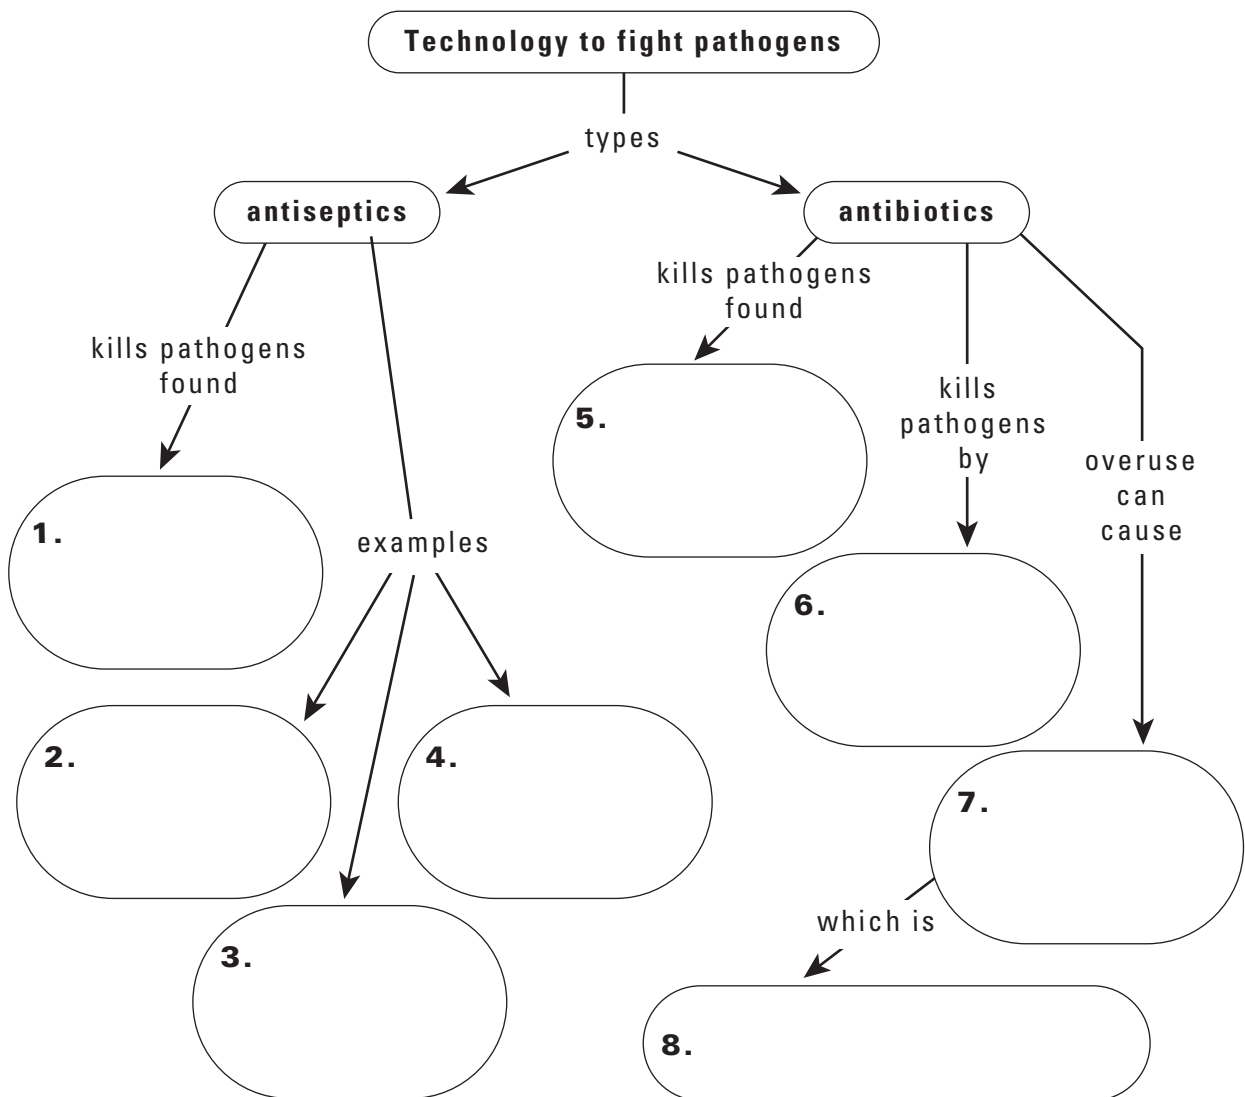 Technology to fight pathogens
types
antiseptics
antibiotics
kills pathogens
found
kills pathogens
found
kills
pathogens
by
overuse
can
cause
examples
1.
2.
3.
4.
5.
6.
7.
which is
8.